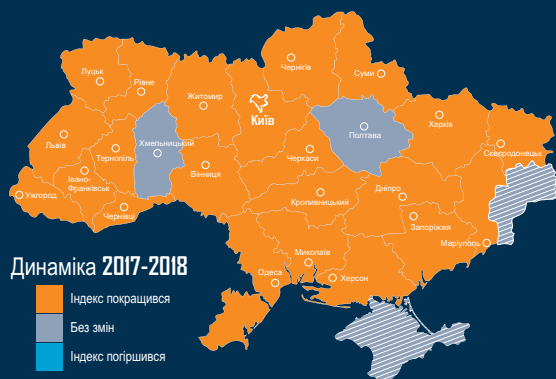 Чернігів
Суми
Луцьк
Рівне
Житомир
Київ
Полтава
Харків
Львів
Тернопіль
Хмельницький
Вінниця
Черкаси
Сєвєродонецьк
Івано-
Франківськ
Ужгород
Чернівці
Кропивницький
Дніпро
Запоріжжя
Маріуполь
Миколаїв
Одеса
Херсон
Динаміка 2017-2018
Індекс покращився
Без змін
Індекс погіршився